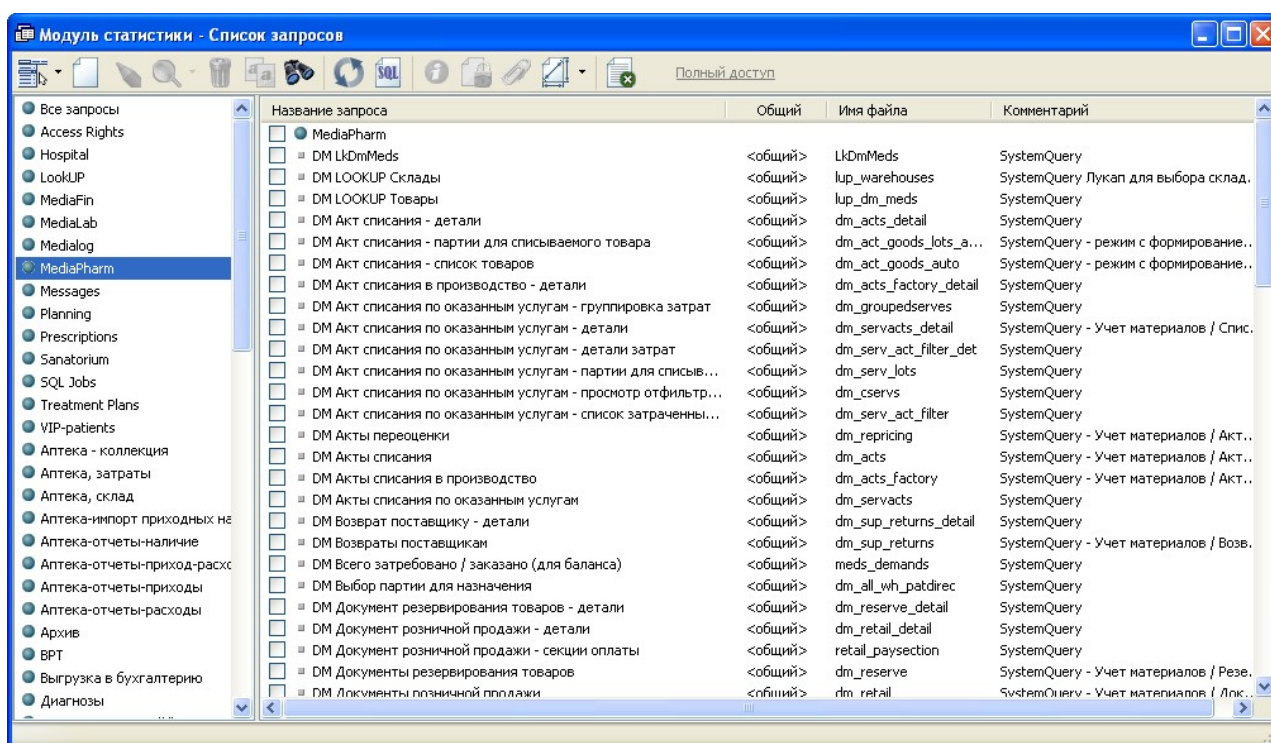 Модуль статистики - Список запросов
SQL
Полный доступ
Все запросы
Access Rights
Hospital
LookUP
MediaFin
MediaLab
Medialog
MediaPharm
Messages
Planning
Prescriptions
Sanatorium
SQL Jobs
Treatment Plans
VIP-patients
Аптека - коллекция
Аптека, затраты
Аптека, склад
Аптека-импорт приходных на
Аптека-отчеты-наличие
Аптека-отчеты-приход-расхо
Аптека-отчеты-приходы
Аптека-отчеты-расходы
Архив
ВРТ
Выгрузка в бухгалтерию
Диагнозы
Название запроса Общий Имя файла Комментарий
MediaPharm
DM LkDmMeds <общий> LkDmMeds SystemQuery
DM LOOKUP Склады <общий> lup_warehouses SystemQuery Лукап для выбора склад.
DM LOOKUP Товары <общий> lup_dm_meds SystemQuery
DM Акт списания - детали <общий> dm_acts_detail SystemQuery
DM Акт списания - партии для списываемого товара <общий> dm_act_goods_lots_a... SystemQuery - режим с формирование..
DM Акт списания - список товаров <общий> dm_act_goods_auto SystemQuery - режим с формирование..
DM Акт списания в производство - детали <общий> dm_acts_factory_detail SystemQuery
DM Акт списания по оказанным услугам - группировка затрат <общий> dm_groupedserves SystemQuery
DM Акт списания по оказанным услугам - детали <общий> dm_servacts_detail SystemQuery - Учет материалов / Спис.
DM Акт списания по оказанным услугам - детали затрат <общий> dm_serv_act_filter_det SystemQuery
DM Акт списания по оказанным услугам - партии для списыв... <общий> dm_serv_lots SystemQuery
DM Акт списания по оказанным услугам - просмотр отфильтр... <общий> dm_cservs SystemQuery
DM Акт списания по оказанным услугам - список затраченны... <общий> dm_serv_act_filter SystemQuery
DM Акты переоценки <общий> dm_repricing SystemQuery - Учет материалов / Акт..
DM Акты списания <общий> dm_acts SystemQuery - Учет материалов / Акт..
DM Акты списания в производство <общий> dm_acts_factory SystemQuery - Учет материалов / Акт..
DM Акты списания по оказанным услугам <общий> dm_servacts SystemQuery
DM Возврат поставщику - детали <общий> dm_sup_returns_detail SystemQuery
DM Возвраты поставщикам <общий> dm_sup_returns SystemQuery - Учет материалов / Возв.
DM Всего затребовано / заказано (для баланса) <общий> meds_demands SystemQuery
DM Выбор партии для назначения <общий> dm_all_wh_patdirec SystemQuery
DM Документ резервирования товаров - детали <общий> dm_reserve_detail SystemQuery
DM Документ розничной продажи - детали <общий> dm_retail_detail SystemQuery
DM Документ розничной продажи - секции оплаты <общий> retail_paysection SystemQuery
DM Документы резервирования товаров <общий> dm_reserve SystemQuery - Учет материалов / Резе.
DM Документы розничной продажи <общий> dm_retail SystemQuery - Учет материалов / Док..